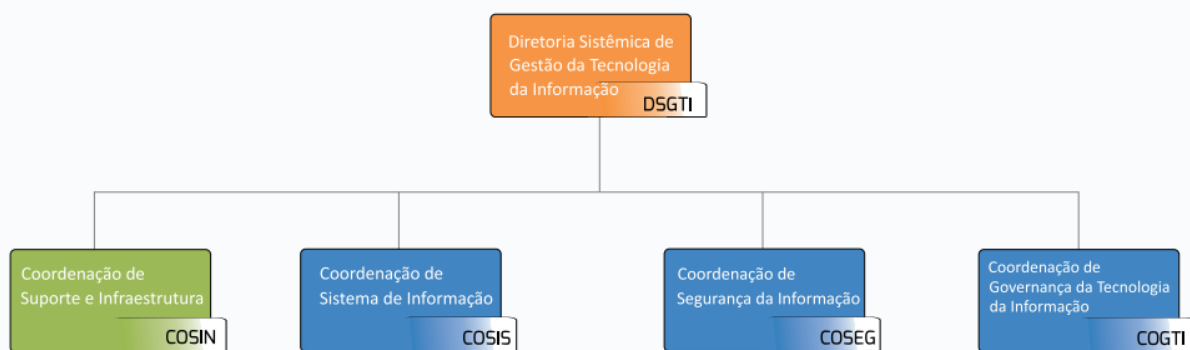 Diretoria Sistêmica de
Gestão da Tecnologia
da Informação
DSGTI
Coordenação de
Suporte e Infraestrutura
COSIN
Coordenação de
Sistema de Informação
COSIS
Coordenação de
Segurança da Informação
COSEG
Coordenação de
Governança da Tecnologia
da Informação
COGTI